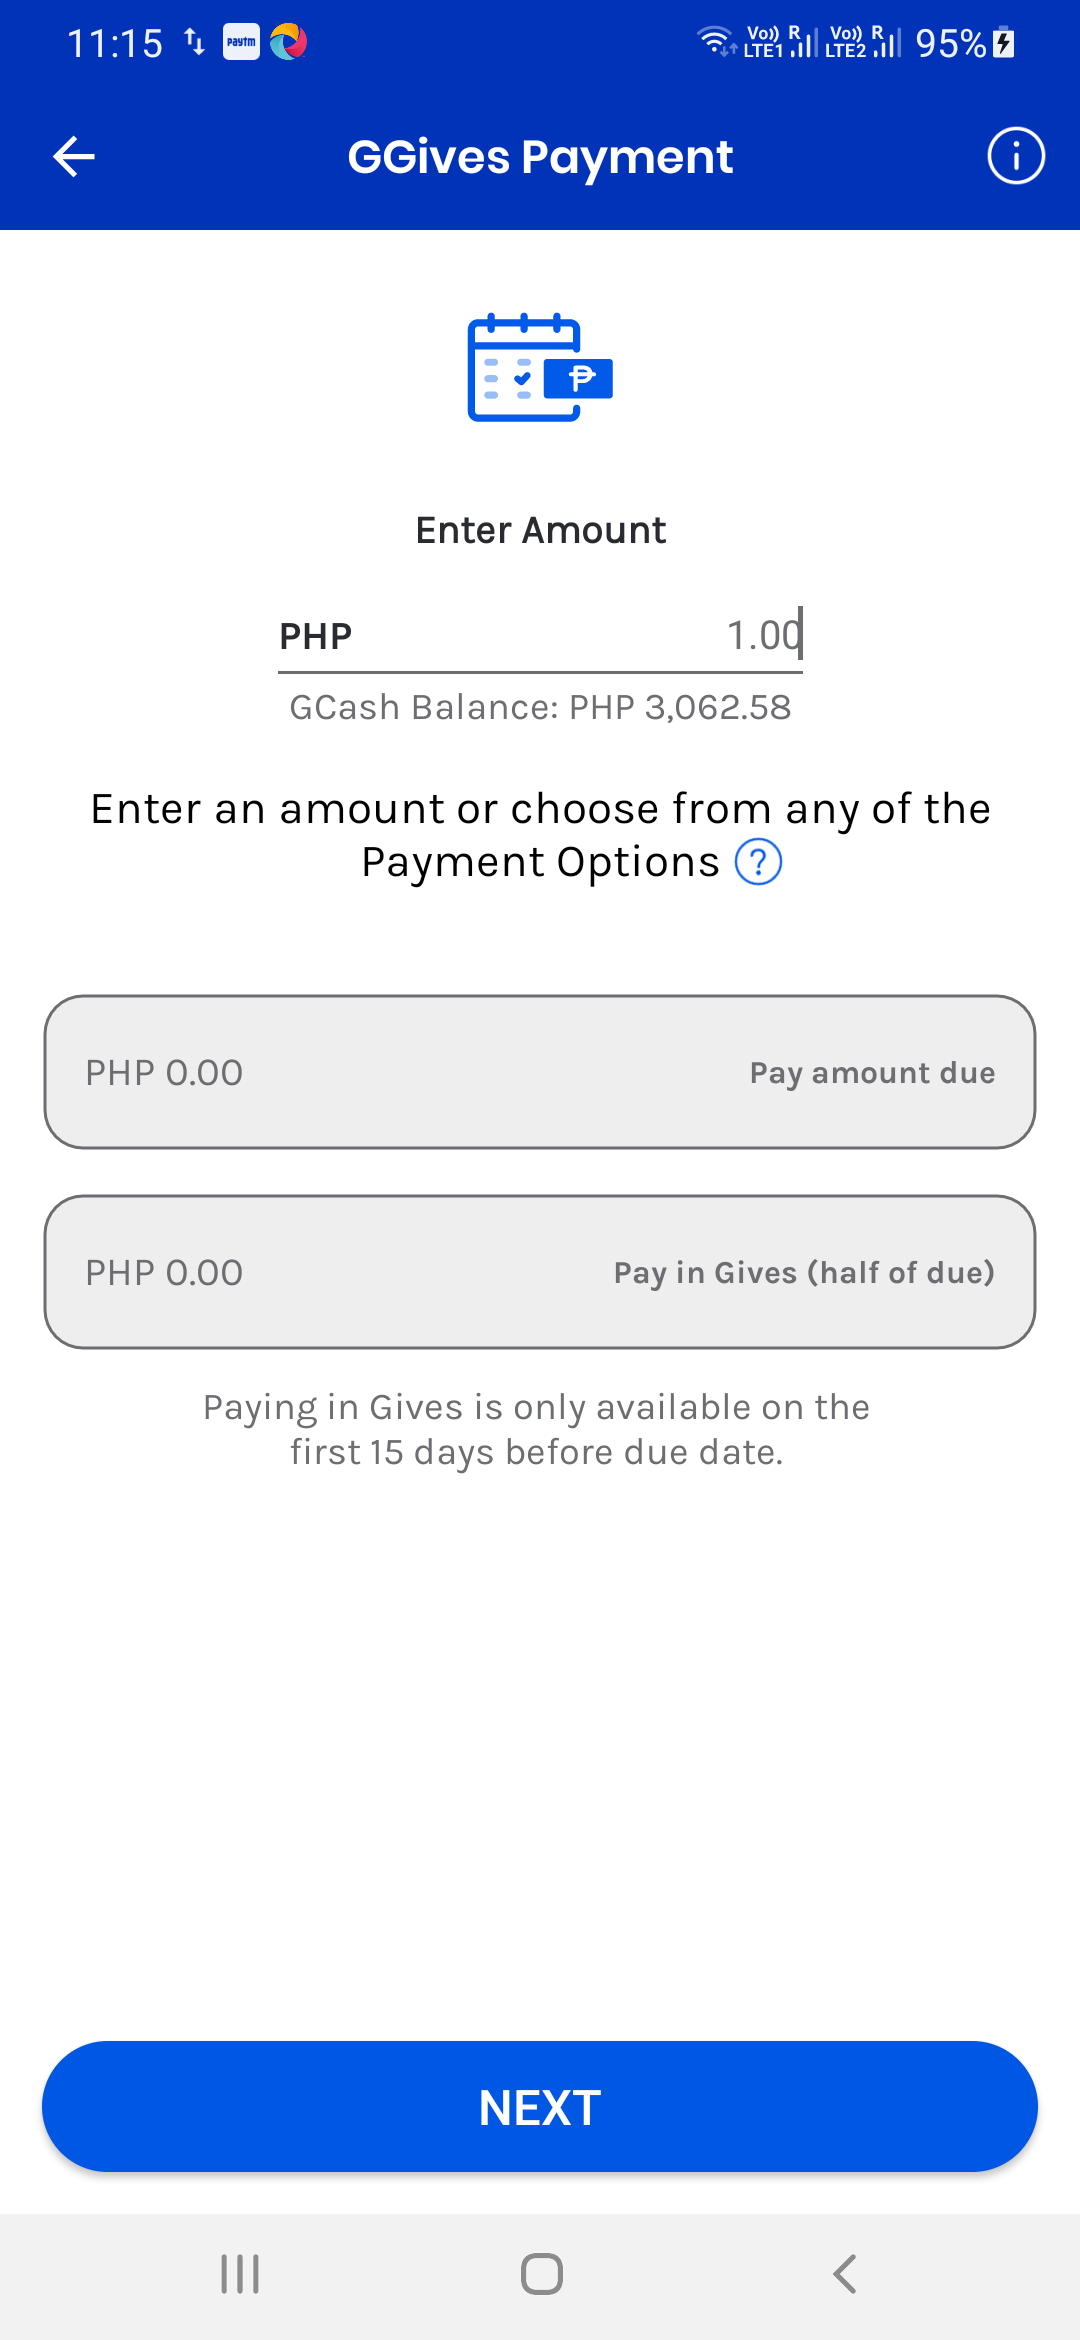 11:15 paytm Vo)) R LTE1 Vo)) R LTE2 95%
GGives Payment
Enter Amount
PHP 1.00
GCash Balance: PHP 3,062.58
Enter an amount or choose from any of the
Payment Options ?
PHP 0.00 Pay amount due
PHP 0.00 Pay in Gives (half of due)
Paying in Gives is only available on the
first 15 days before due date.
NEXT